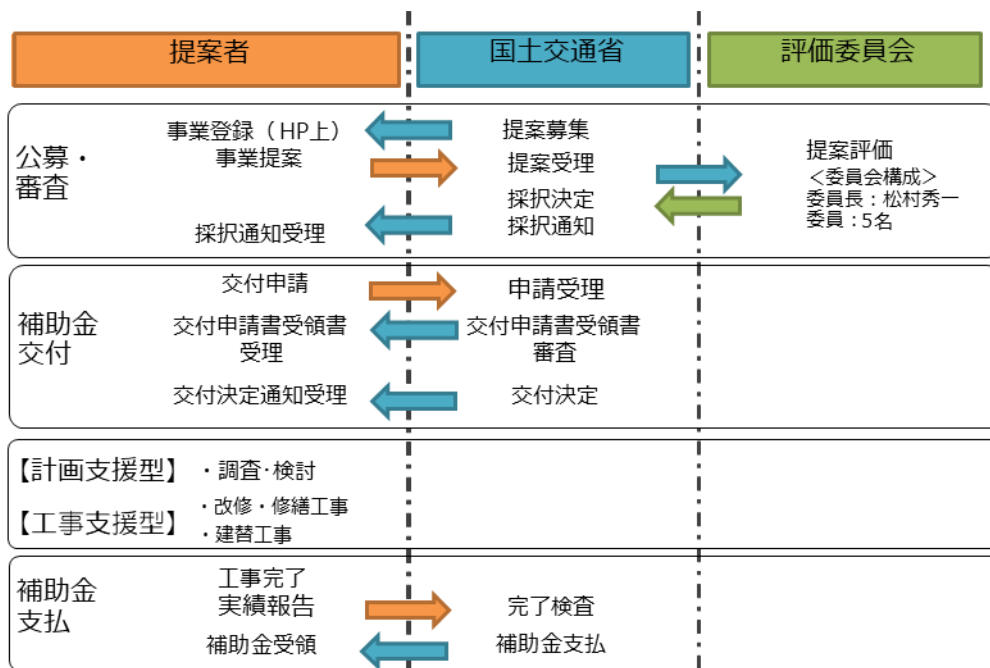 提案者
国土交通省
評価委員会
公募・
審査
事業登録（HP上）
事業提案
採択通知受理
提案募集
提案受理
採択決定
採択通知
提案評価
＜委員会構成＞
委員長：松村秀一
委員：5名
補助金
交付
交付申請
交付申請書受領書
受理
交付決定通知受理
申請受理
交付申請書受領書
審査
交付決定
【計画支援型】 ・調査･検討
【工事支援型】 ・改修・修繕工事
・建替工事
補助金
支払
工事完了
実績報告
補助金受領
完了検査
補助金支払